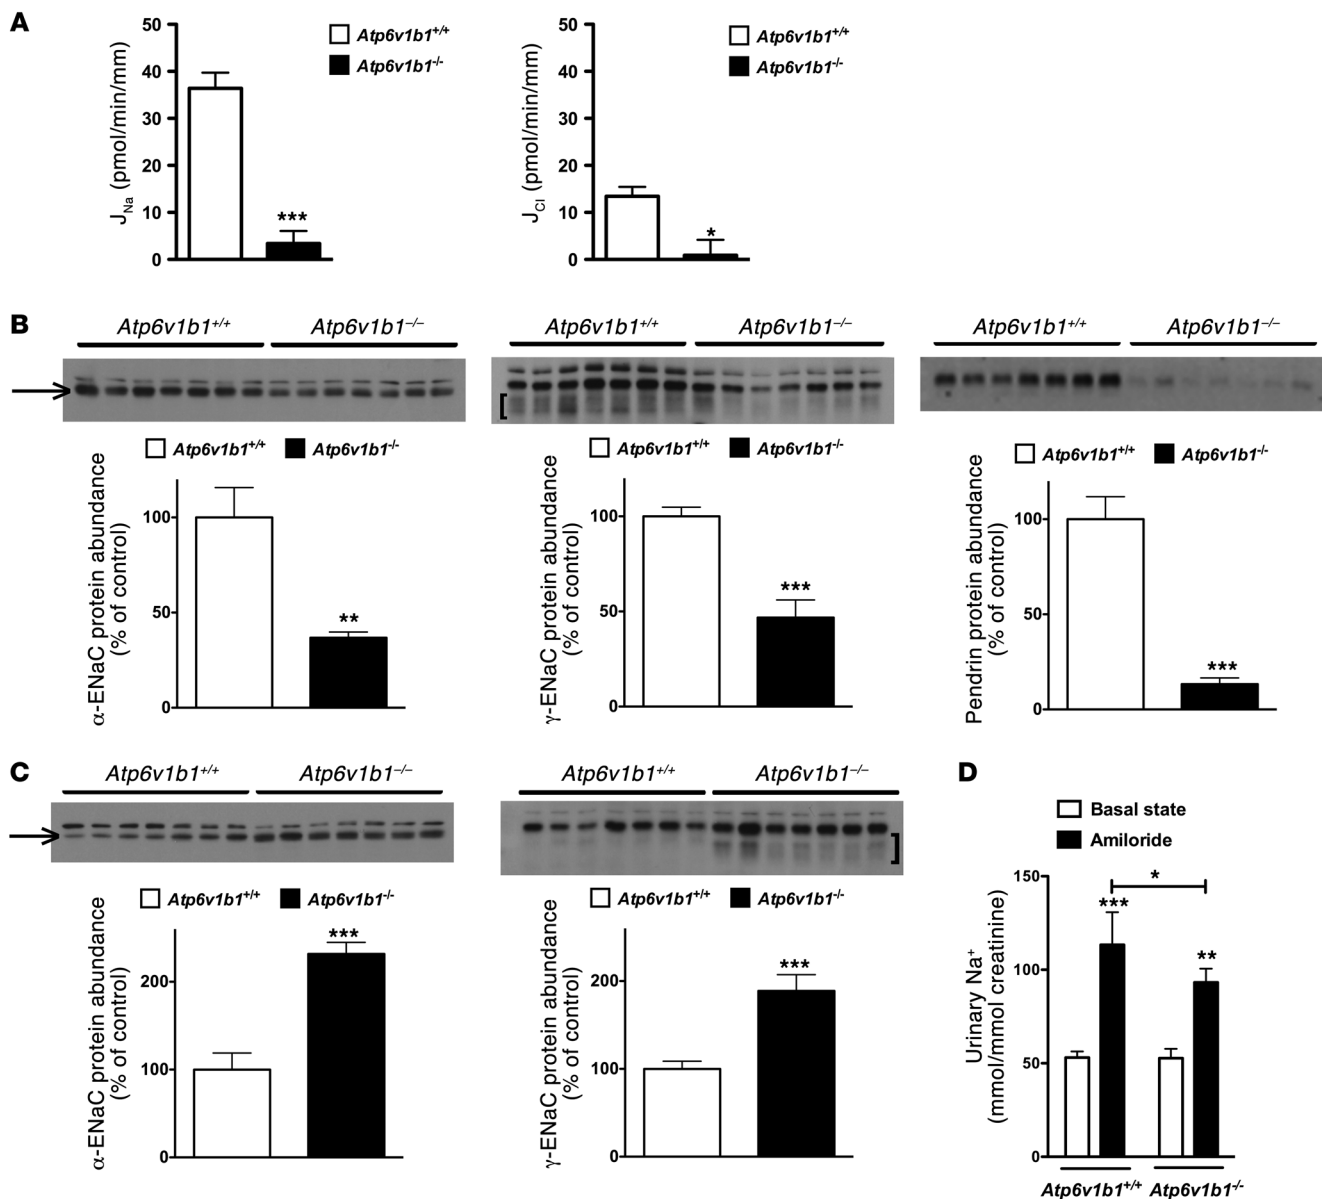 A
50
40
30
20
10
0
J_Na (pmol/min/mm)
Atp6v1b1+/+
Atp6v1b1-/-
***
50
40
30
20
10
0
J_Cl (pmol/min/mm)
Atp6v1b1+/+
Atp6v1b1-/-
*
B
Atp6v1b1+/+ Atp6v1b1−/−
Atp6v1b1+/+ Atp6v1b1-/-
α-ENaC protein abundance
(% of control)
100
50
0
**
Atp6v1b1+/+ Atp6v1b1−/−
Atp6v1b1+/+ Atp6v1b1-/-
γ-ENaC protein abundance
(% of control)
100
50
0
***
Atp6v1b1+/+ Atp6v1b1−/−
Atp6v1b1+/+ Atp6v1b1-/-
Pendrin protein abundance
(% of control)
100
50
0
***
C
Atp6v1b1+/+ Atp6v1b1−/−
Atp6v1b1+/+ Atp6v1b1-/-
α-ENaC protein abundance
(% of control)
200
100
0
***
Atp6v1b1+/+ Atp6v1b1−/−
Atp6v1b1+/+ Atp6v1b1-/-
γ-ENaC protein abundance
(% of control)
200
100
0
***
D
Basal state
Amiloride
Urinary Na+
(mmol/mmol creatinine)
150
100
50
0
*
***
**
Atp6v1b1+/+ Atp6v1b1-/-